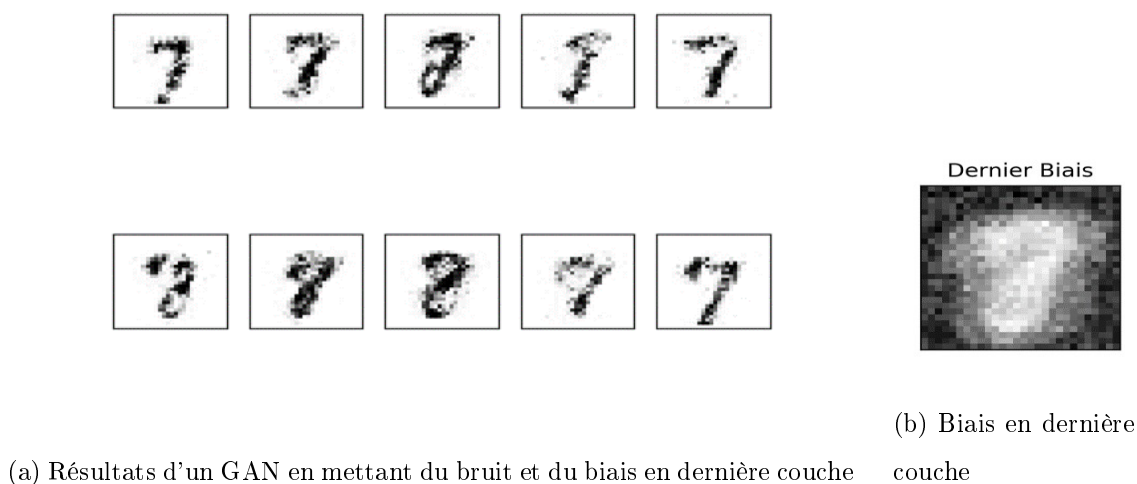 Dernier Biais
(a) Résultats d'un GAN en mettant du bruit et du biais en dernière couche
(b) Biais en dernière
couche